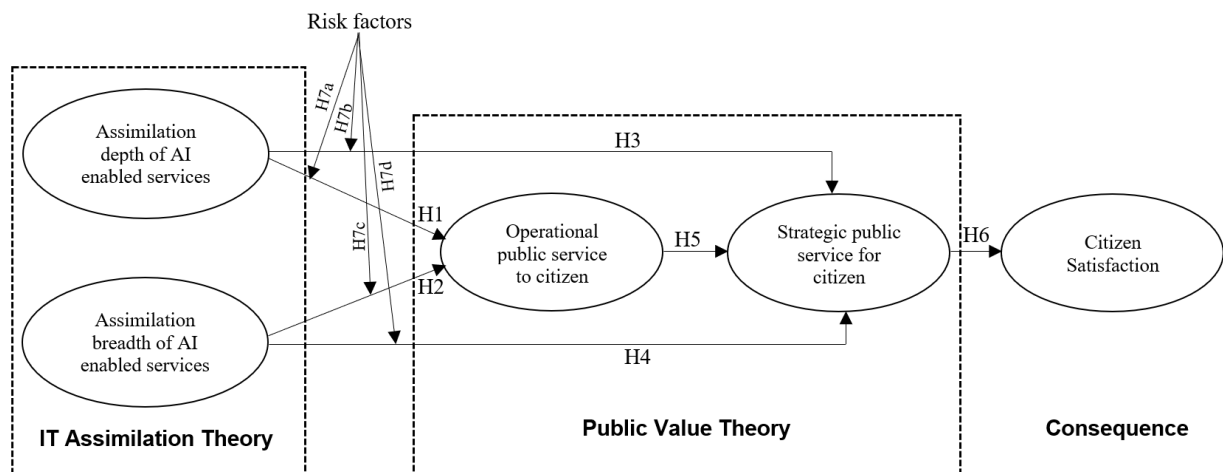 Risk factors
H7a
H7b
H7c
H7d
Assimilation
depth of AI
enabled services
H3
H1
Operational
public service
to citizen
H5
Strategic public
service for
citizen
H6
Citizen
Satisfaction
H2
Assimilation
breadth of AI
enabled services
H4
IT Assimilation Theory
Public Value Theory
Consequence